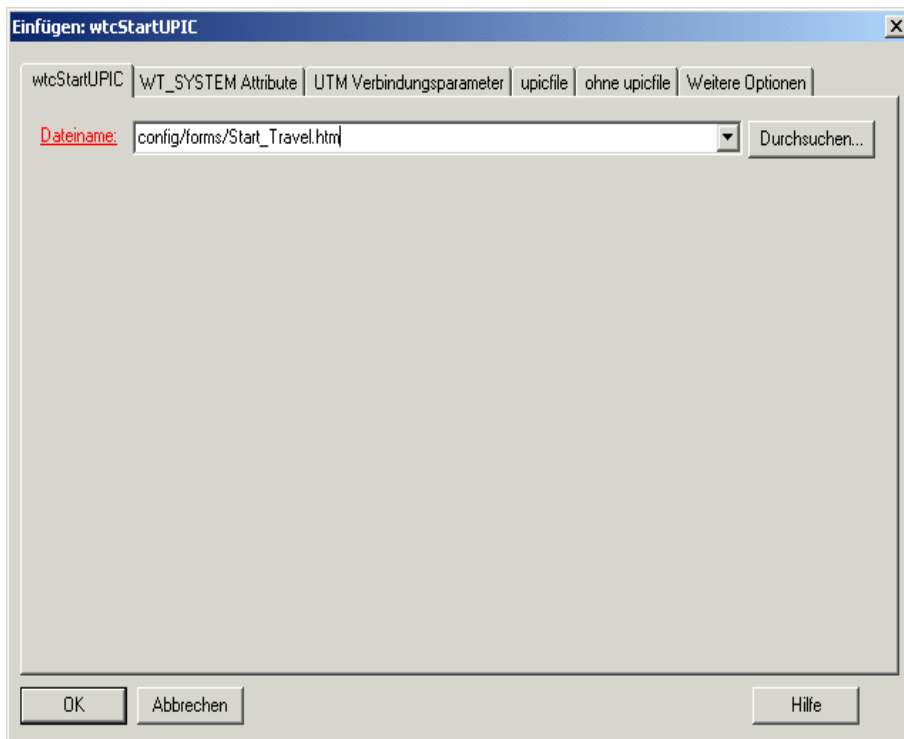 Einfügen: wtcStartUPIC
wtcStartUPIC WT_SYSTEM Attribute UTM Verbindungsparameter upicfile ohne upicfile Weitere Optionen
Dateiname: config/forms/Start_Travel.htm Durchsuchen...
OK Abbrechen Hilfe